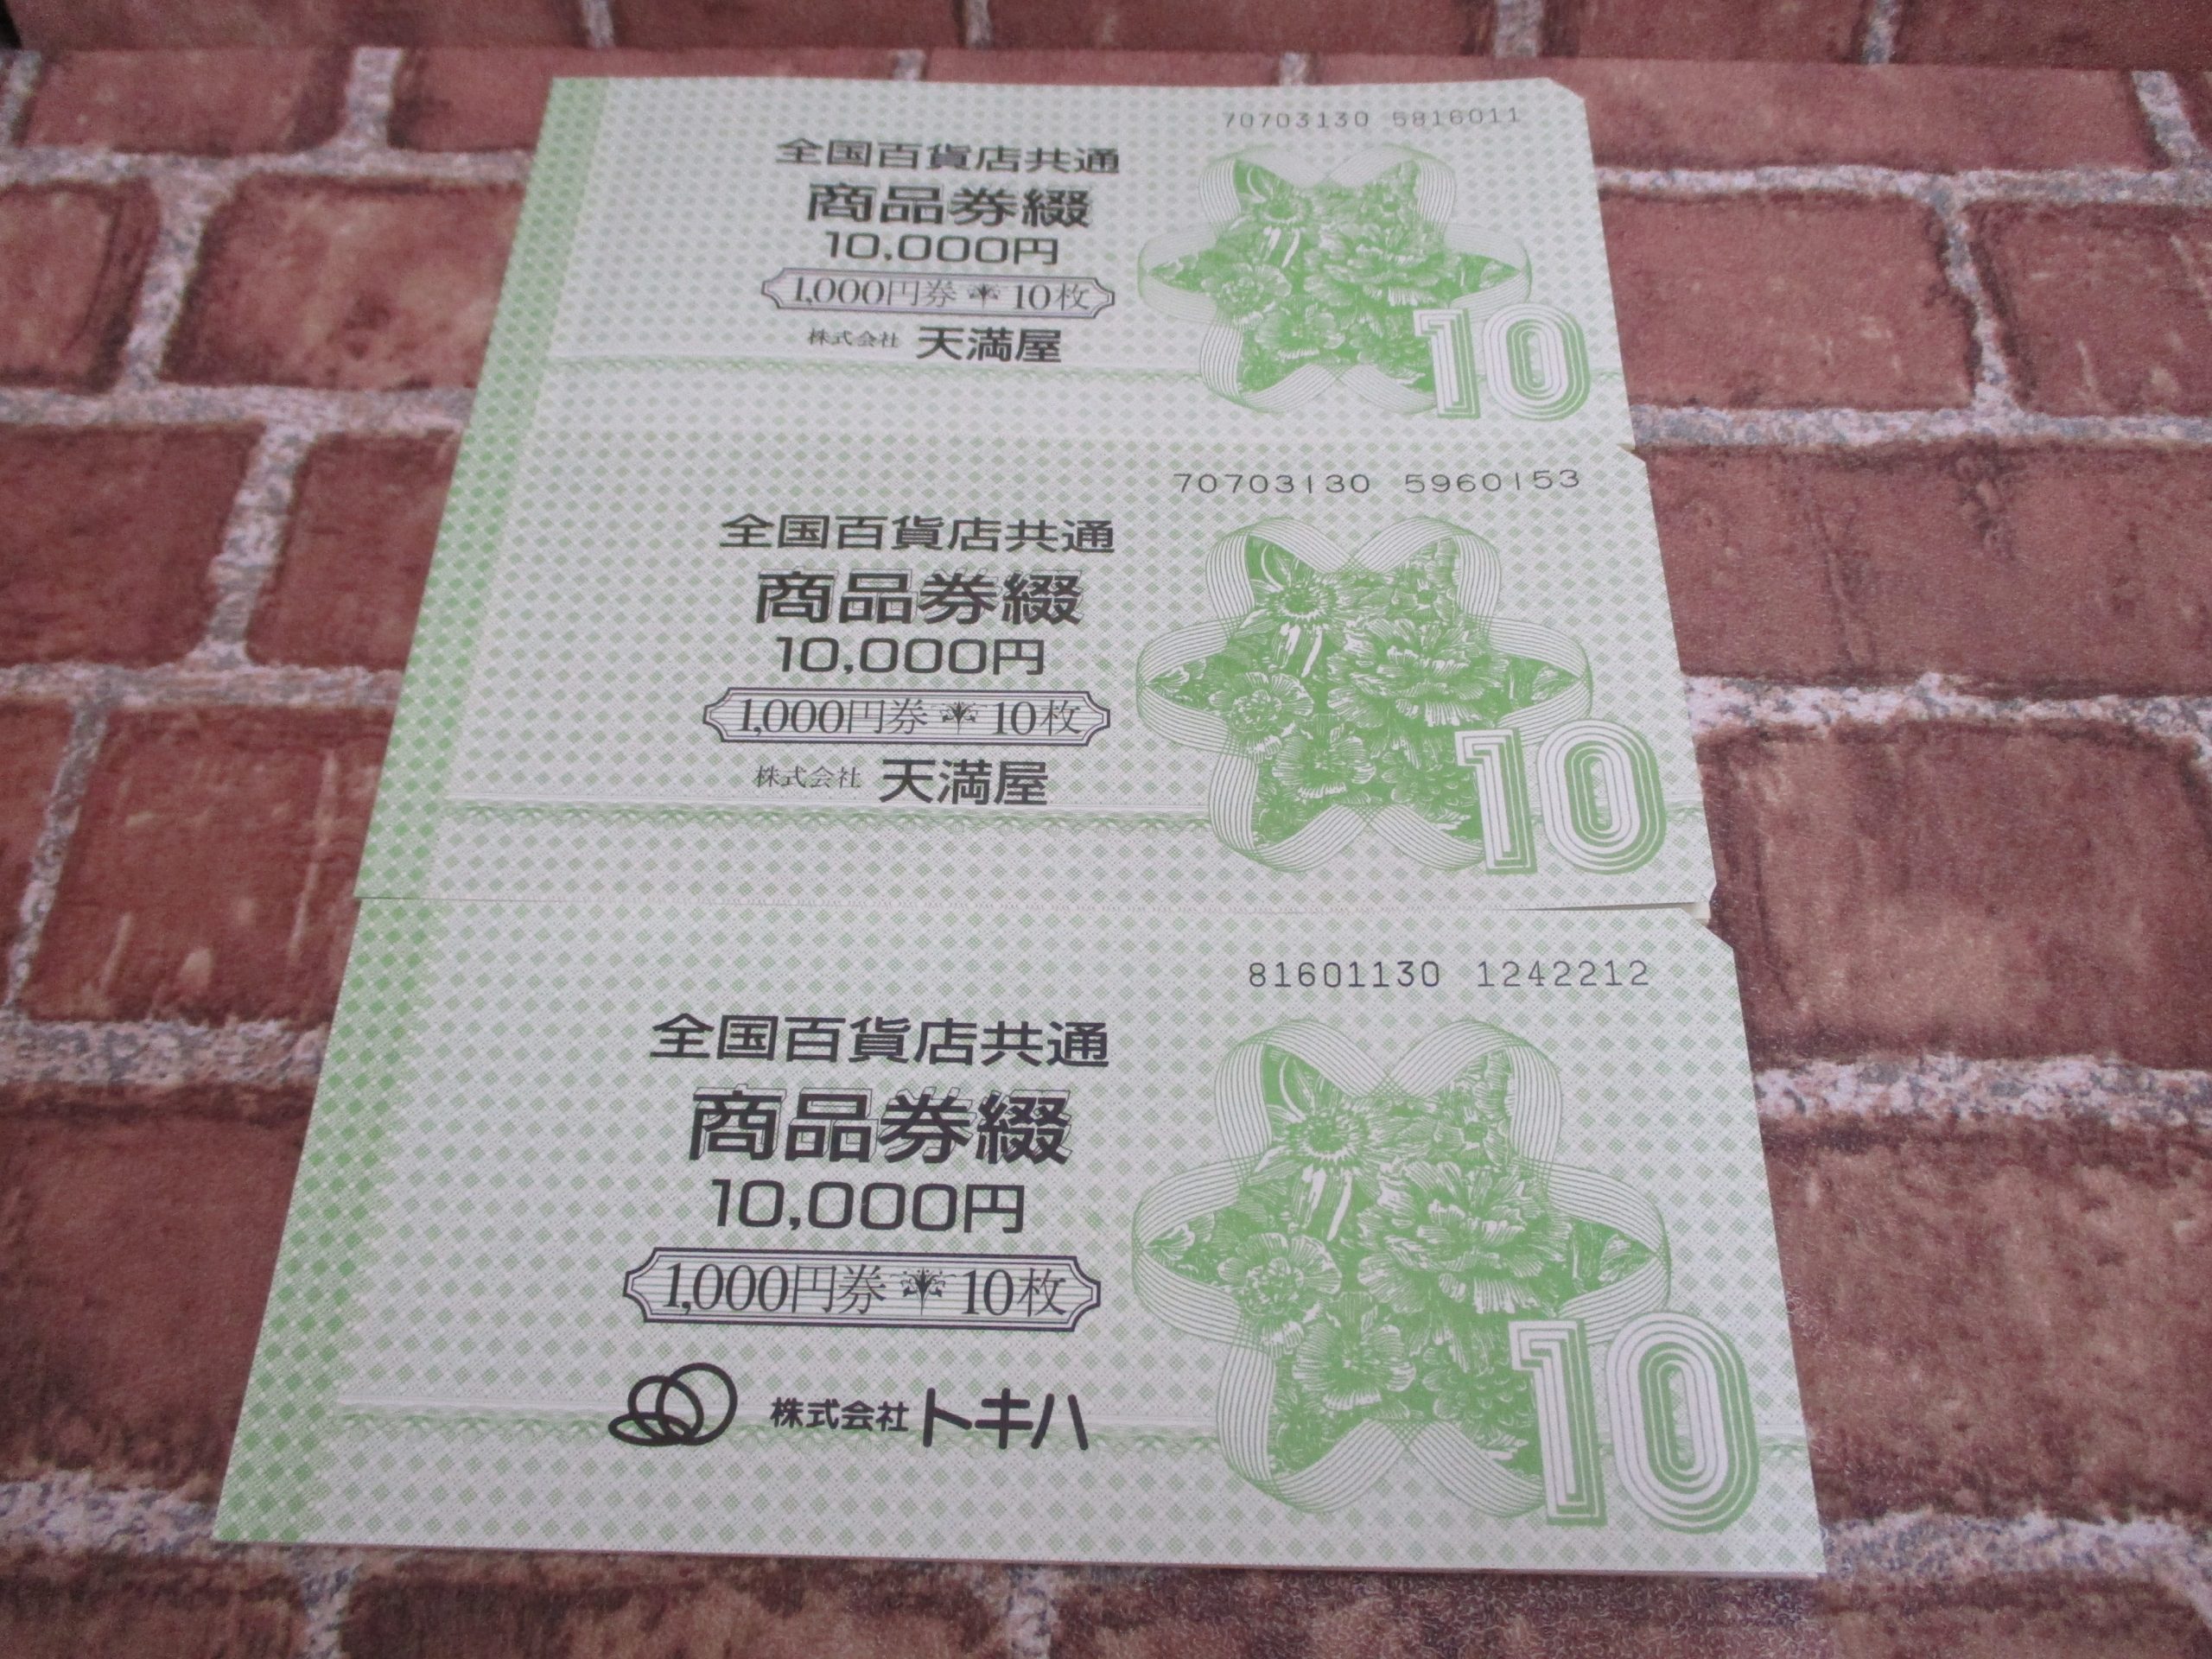 70703130 5816011
全国百貨店共通
商品券綴
10,000円
1,000円券 10枚
株式会社 天満屋
10
70703130 5960153
全国百貨店共通
商品券綴
10,000円
1,000円券 10枚
株式会社 天満屋
10
81601130 1242212
全国百貨店共通
商品券綴
10,000円
1,000円券 10枚
株式会社 トキハ
10